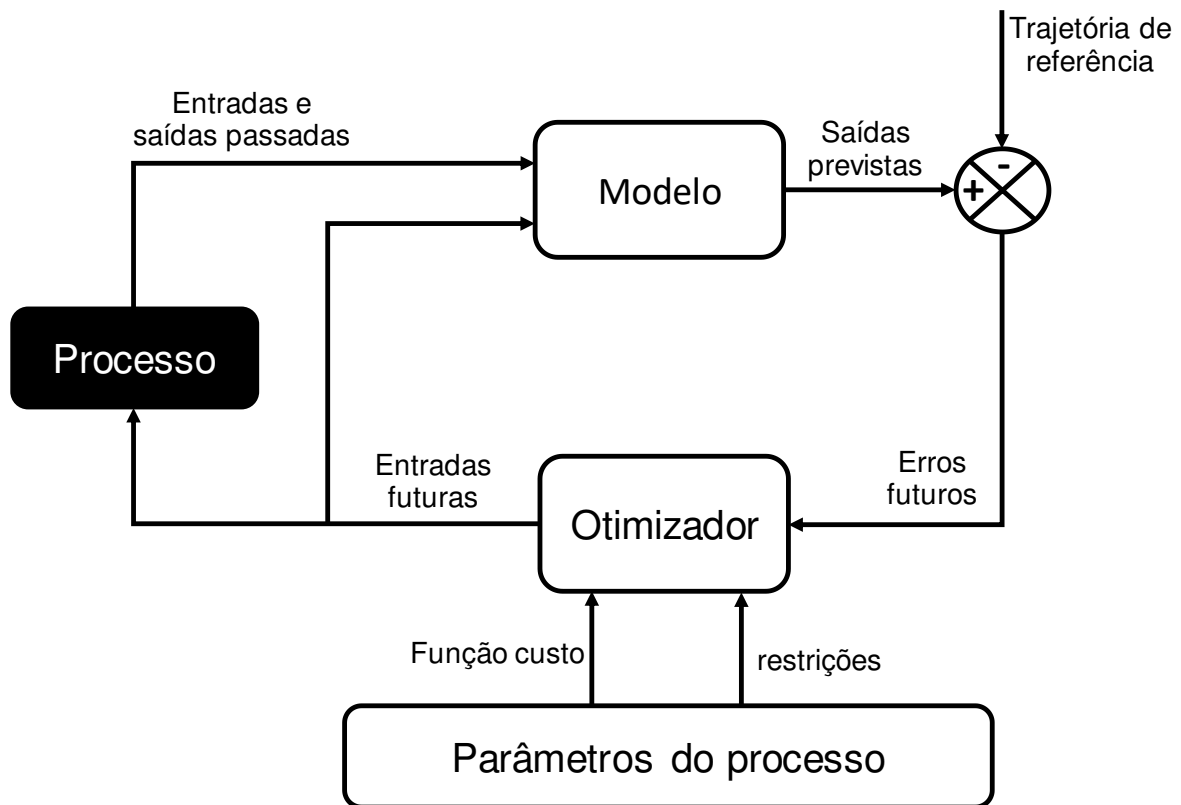 Trajetória de
referência
Entradas e
saídas passadas
Saídas
previstas
Modelo
-
+
Processo
Entradas
futuras
Erros
futuros
Otimizador
Função custo
restrições
Parâmetros do processo